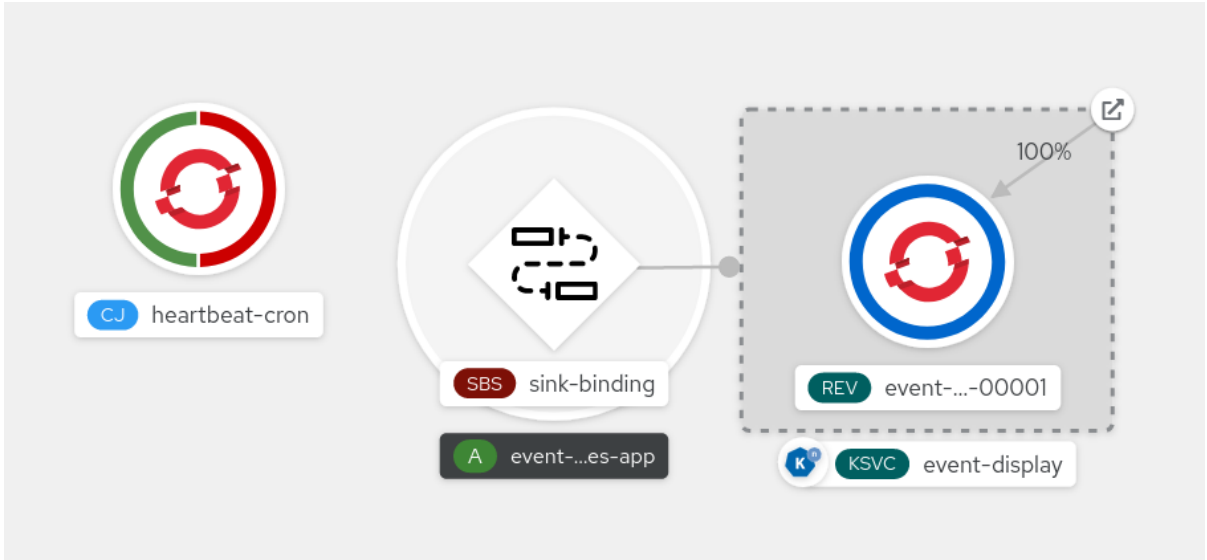 100%
CJ heartbeat-cron
SBS sink-binding
REV event-...-00001
A event-...es-app
K n KSVC event-display